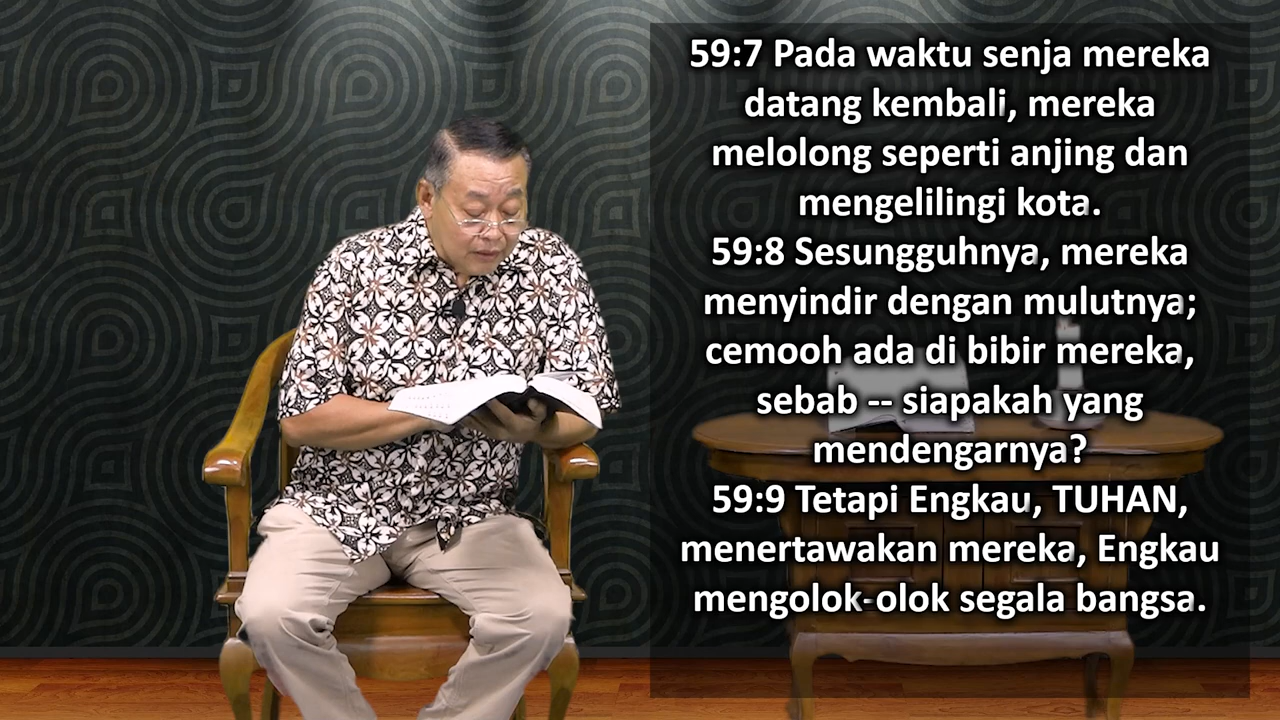 59:7 Pada waktu senja mereka
datang kembali, mereka
melolong seperti anjing dan
mengelilingi kota.
59:8 Sesungguhnya, mereka
menyindir dengan mulutnya;
cemooh ada di bibir mereka,
sebab -- siapakah yang
mendengarnya?
59:9 Tetapi Engkau, TUHAN,
menertawakan mereka, Engkau
mengolok-olok segala bangsa.